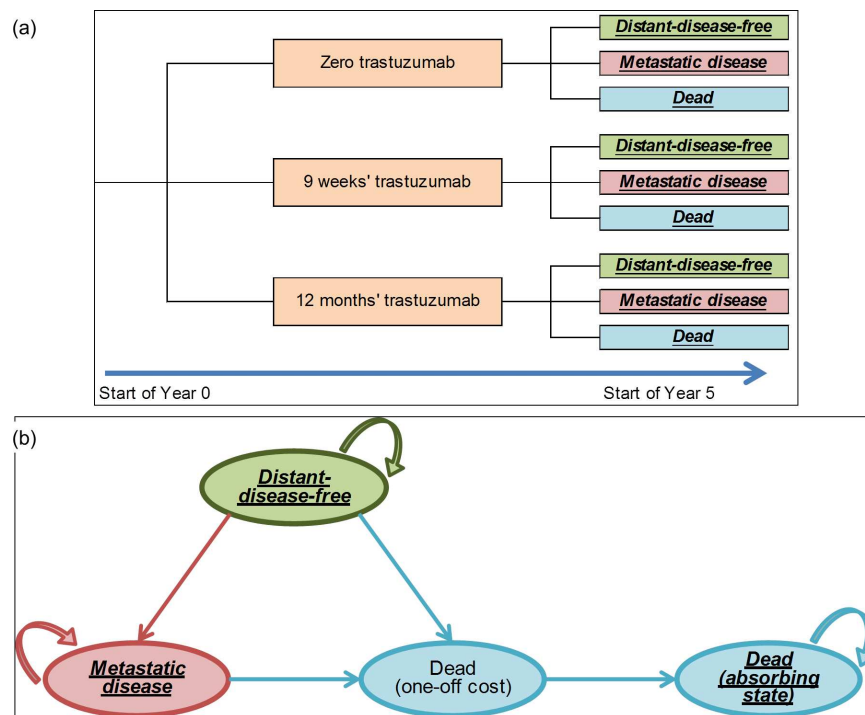 (a)
Distant-disease-free
Zero trastuzumab
Metastatic disease
Dead
Distant-disease-free
9 weeks' trastuzumab
Metastatic disease
Dead
Distant-disease-free
12 months' trastuzumab
Metastatic disease
Dead
Start of Year 0
Start of Year 5
(b)
Distant-
disease-free
Metastatic
disease
Dead
(one-off cost)
Dead
(absorbing
state)